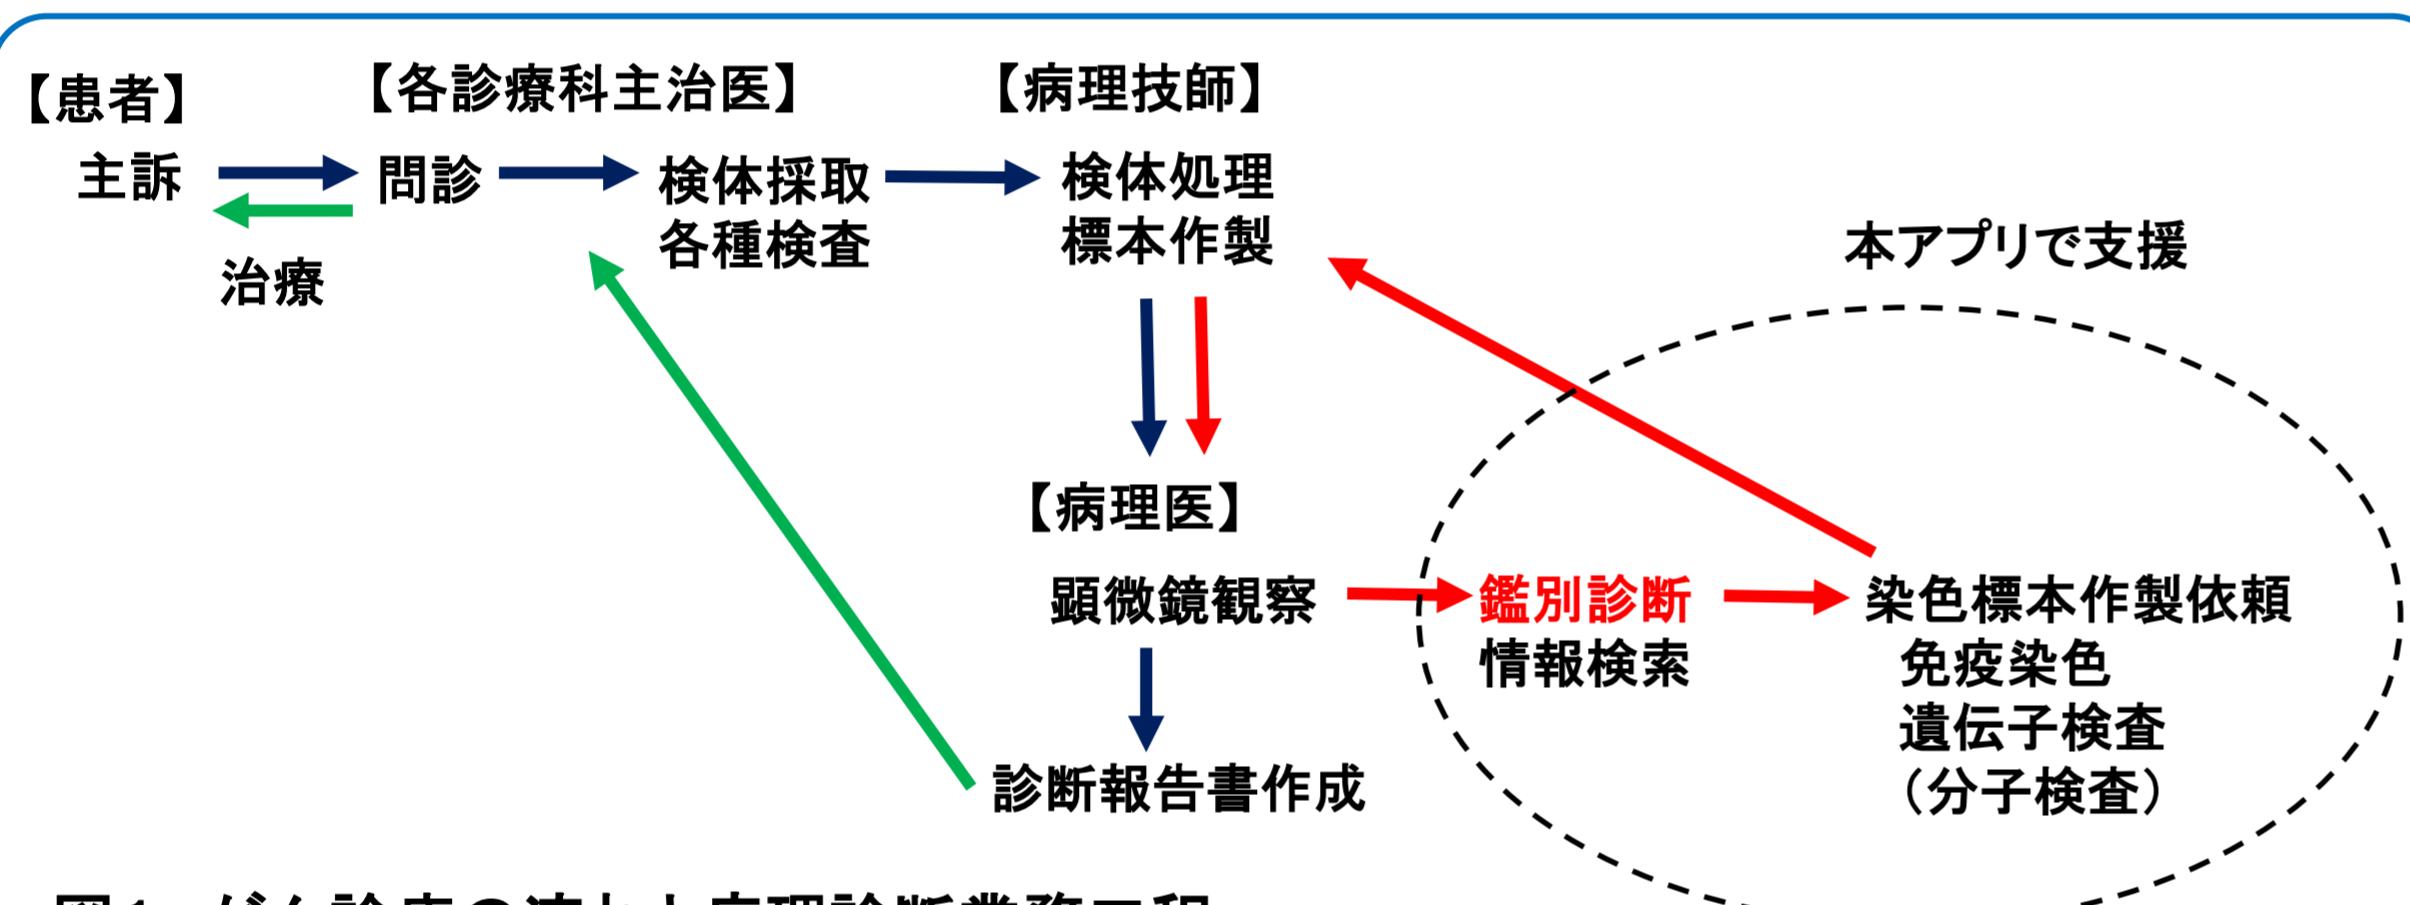 【患者】
【各診療科主治医】
【病理技師】
主訴
問診
検体採取
各種検査
検体処理
標本作製
治療
本アプリで支援
【病理医】
顕微鏡観察
鑑別診断
情報検索
染色標本作製依頼
免疫染色
遺伝子検査
（分子検査）
診断報告書作成